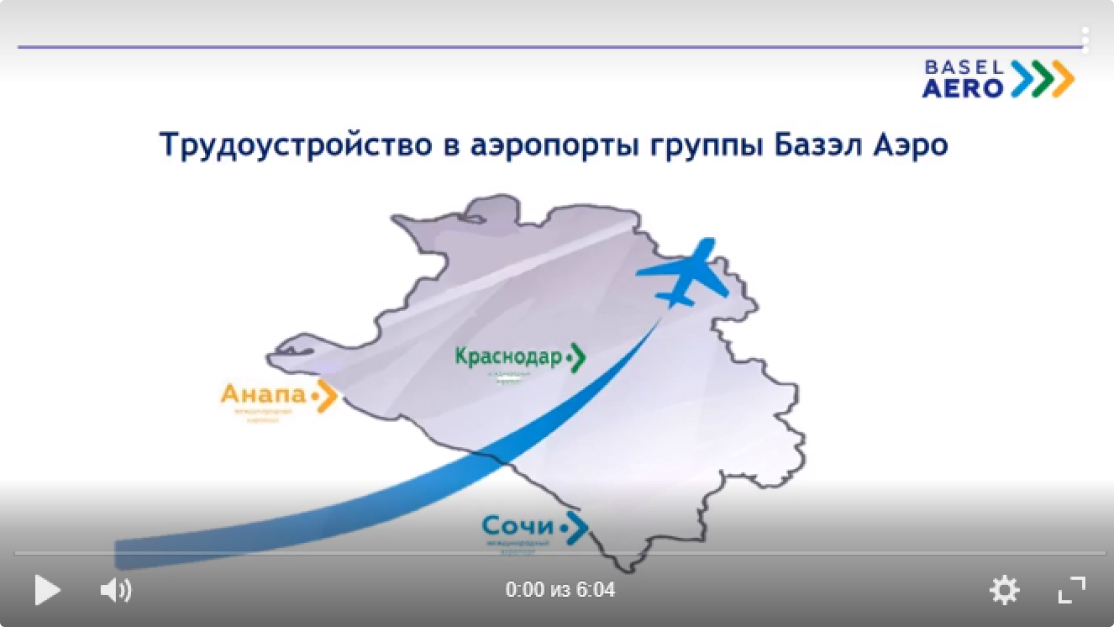 BASEL
AERO
Трудоустройство в аэропорты группы Базэл Аэро
Краснодар
Анапа
международный
аэропорт
Сочи
международный
аэропорт
0:00 из 6:04